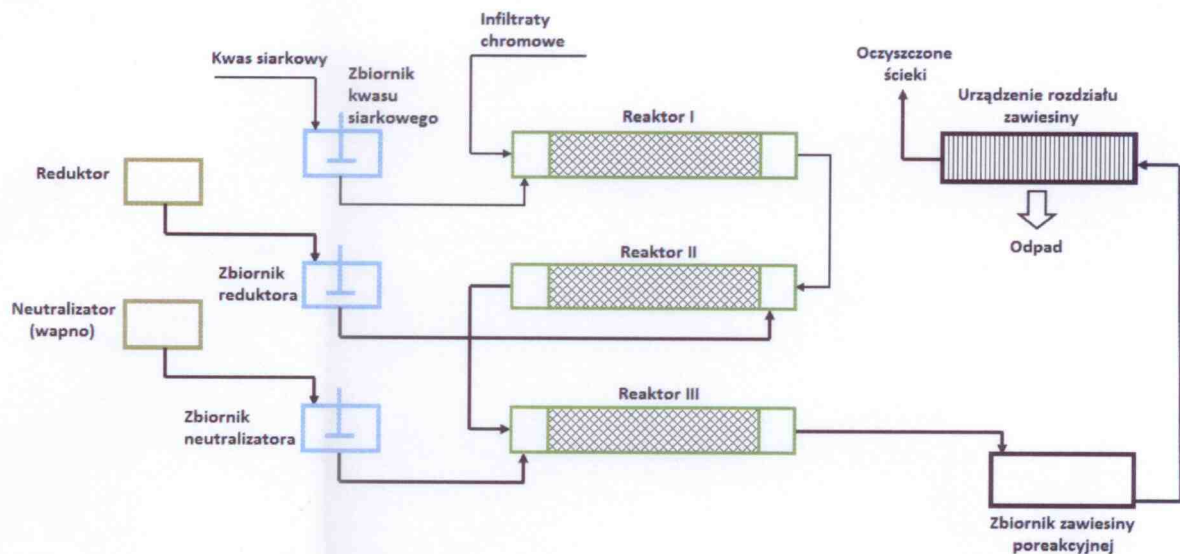 Infiltraty
chromowe
Kwas siarkowy
Zbiornik
kwasu
siarkowego
Oczyszczone
ścieki
Urządzenie rozdziału
zawiesiny
Reaktor I
Reduktor
Odpad
Zbiornik
reduktora
Reaktor II
Neutralizator
(wapno)
Reaktor III
Zbiornik
neutralizatora
Zbiornik zawiesiny
poreakcyjnej